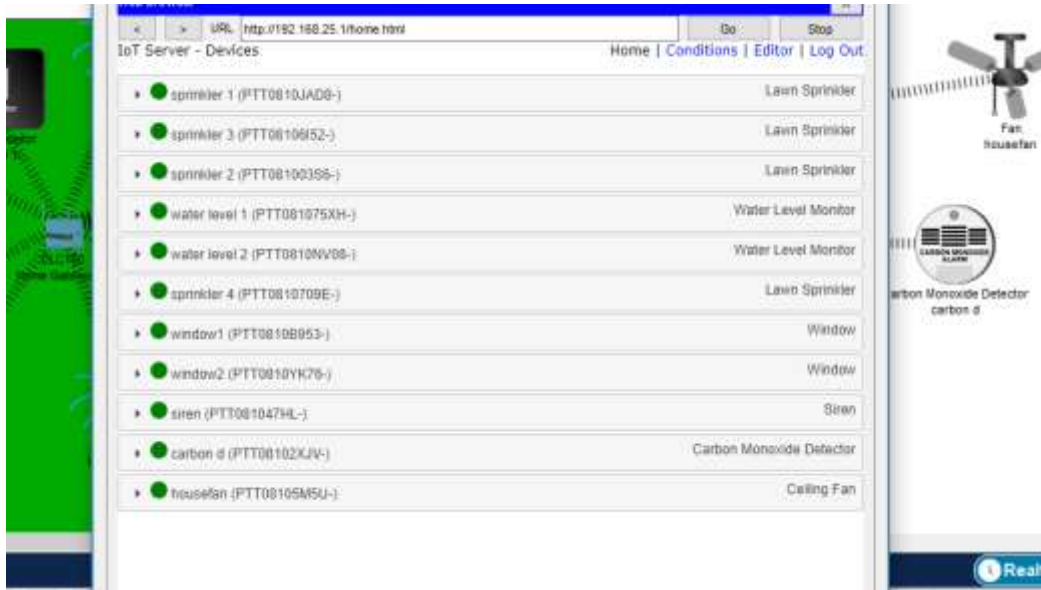 < > URL http://192.168.25.1/home.html Go Stop
IoT Server - Devices Home | Conditions | Editor | Log Out
sprinkler 1 (PTT0810JAD8-) Lawn Sprinkler
sprinkler 3 (PTT08106I52-) Lawn Sprinkler
sprinkler 2 (PTT081003S6-) Lawn Sprinkler
water level 1 (PTT081075XH-) Water Level Monitor
water level 2 (PTT0810NV08-) Water Level Monitor
sprinkler 4 (PTT0810709E-) Lawn Sprinkler
window1 (PTT0810B953-) Window
window2 (PTT0810YK76-) Window
siren (PTT081047HL-) Siren
carbon d (PTT08102XJV-) Carbon Monoxide Detector
housefan (PTT08105M5U-) Ceiling Fan
Fan
housefan
CARBON MONOXIDE
ALARM
arbon Monoxide Detector
carbon d
Realt